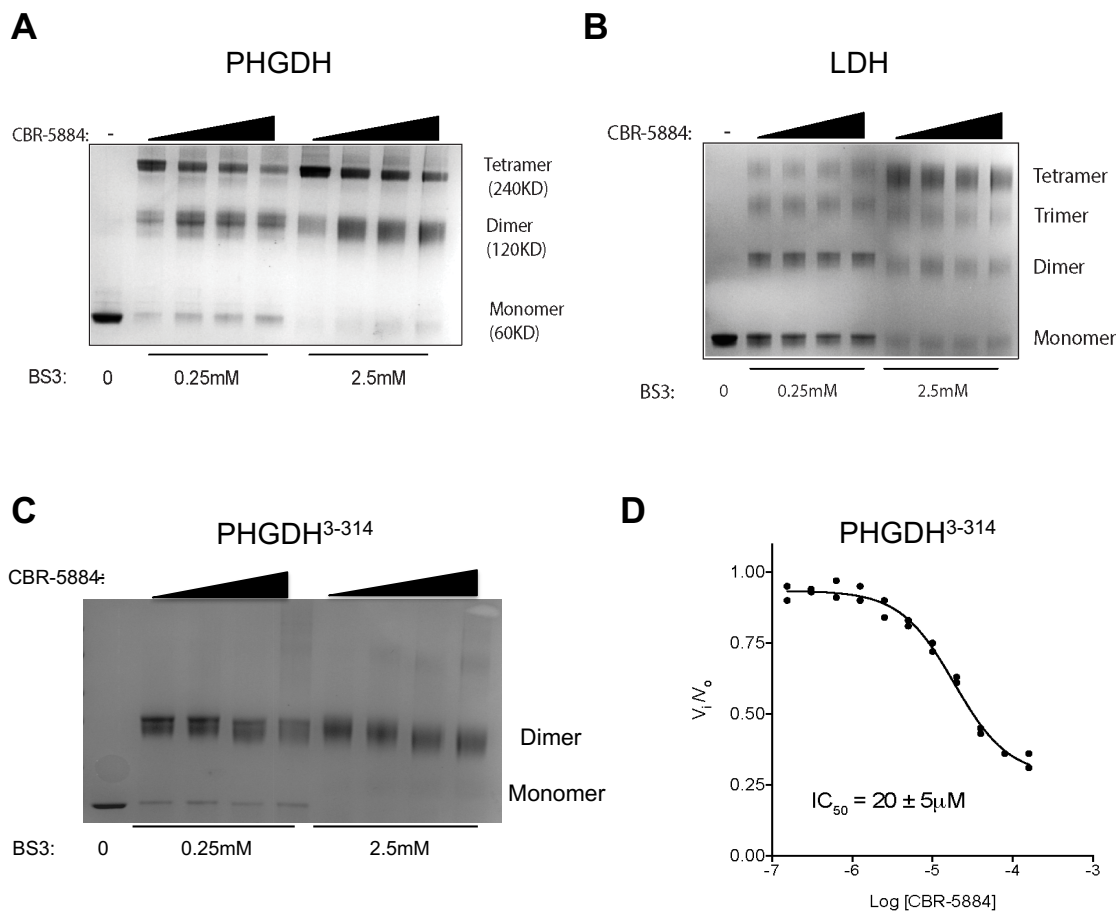 A
PHGDH
CBR-5884: -
Tetramer
(240KD)
Dimer
(120KD)
Monomer
(60KD)
BS3: 0 0.25mM 2.5mM
B
LDH
CBR-5884: -
Tetramer
Trimer
Dimer
Monomer
BS3: 0 0.25mM 2.5mM
C
PHGDH³⁻³¹⁴
CBR-5884: -
Dimer
Monomer
BS3: 0 0.25mM 2.5mM
D
PHGDH³⁻³¹⁴
1.00
0.75
0.50
0.25
0.00
Vᵢ/Vₒ
IC₅₀ = 20 ± 5μM
-7 -6 -5 -4 -3
Log [CBR-5884]